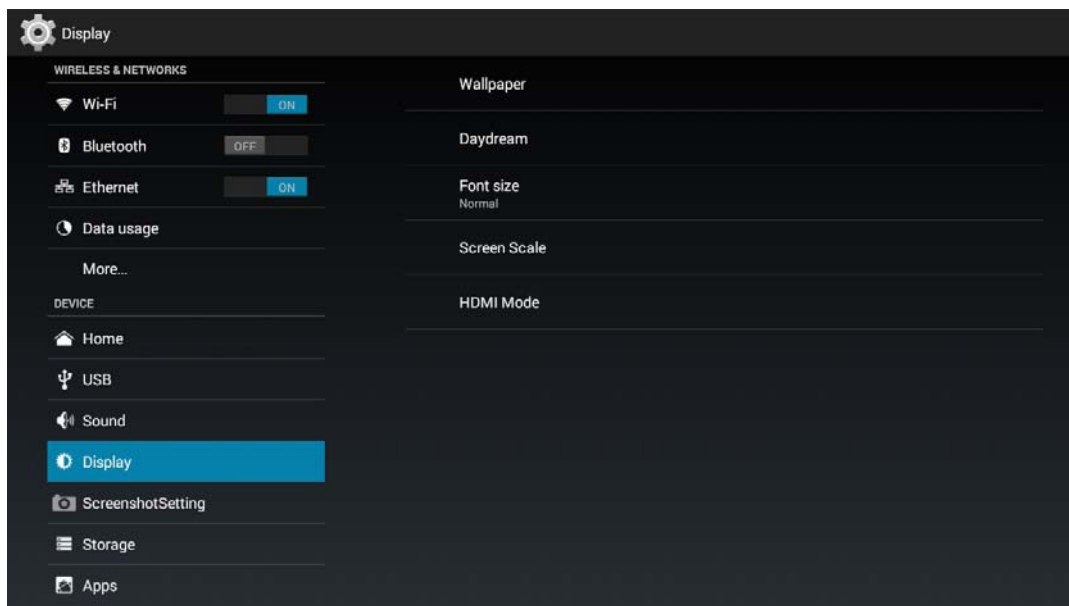 Display
WIRELESS & NETWORKS
Wi-Fi ON
Bluetooth OFF
Ethernet ON
Data usage
More...
DEVICE
Home
USB
Sound
Display
ScreenshotSetting
Storage
Apps
Wallpaper
Daydream
Font size
Normal
Screen Scale
HDMI Mode